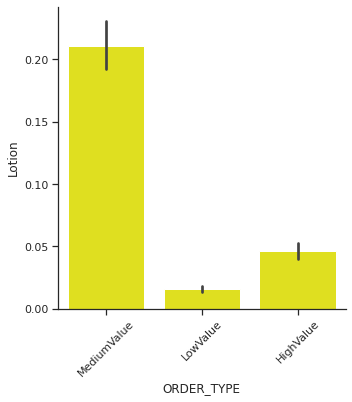 0.20
0.15
0.10
0.05
0.00
Lotion
MediumValue
LowValue
HighValue
ORDER_TYPE